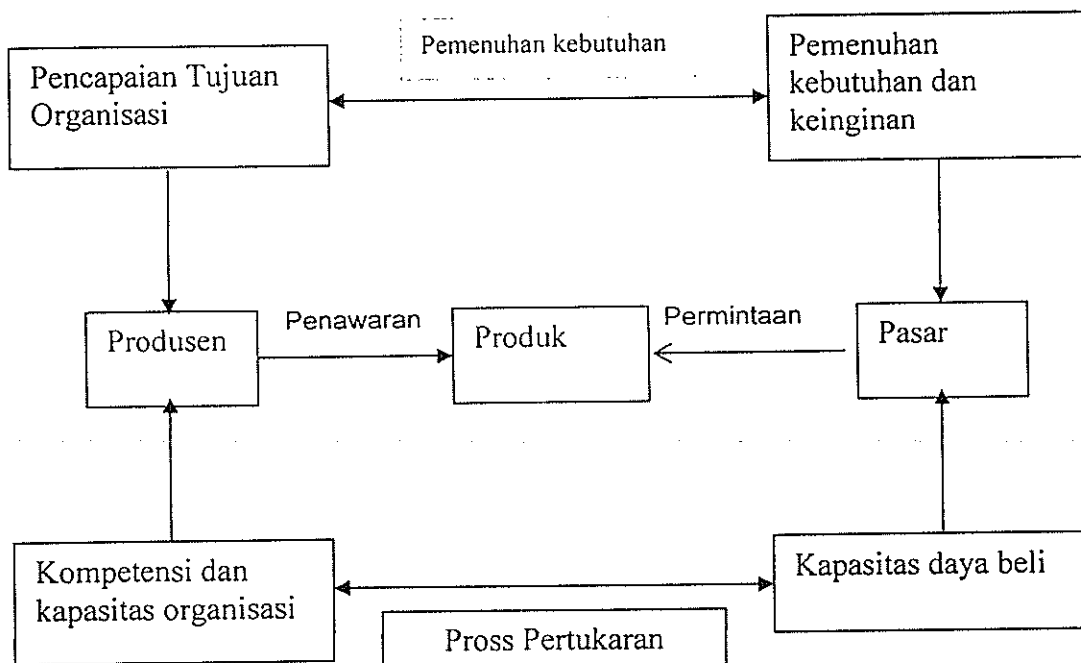 Pemenuhan kebutuhan
Pencapaian Tujuan
Organisasi
Pemenuhan
kebutuhan dan
keinginan
Produsen
Penawaran
Produk
Permintaan
Pasar
Kompetensi dan
kapasitas organisasi
Kapasitas daya beli
Pross Pertukaran